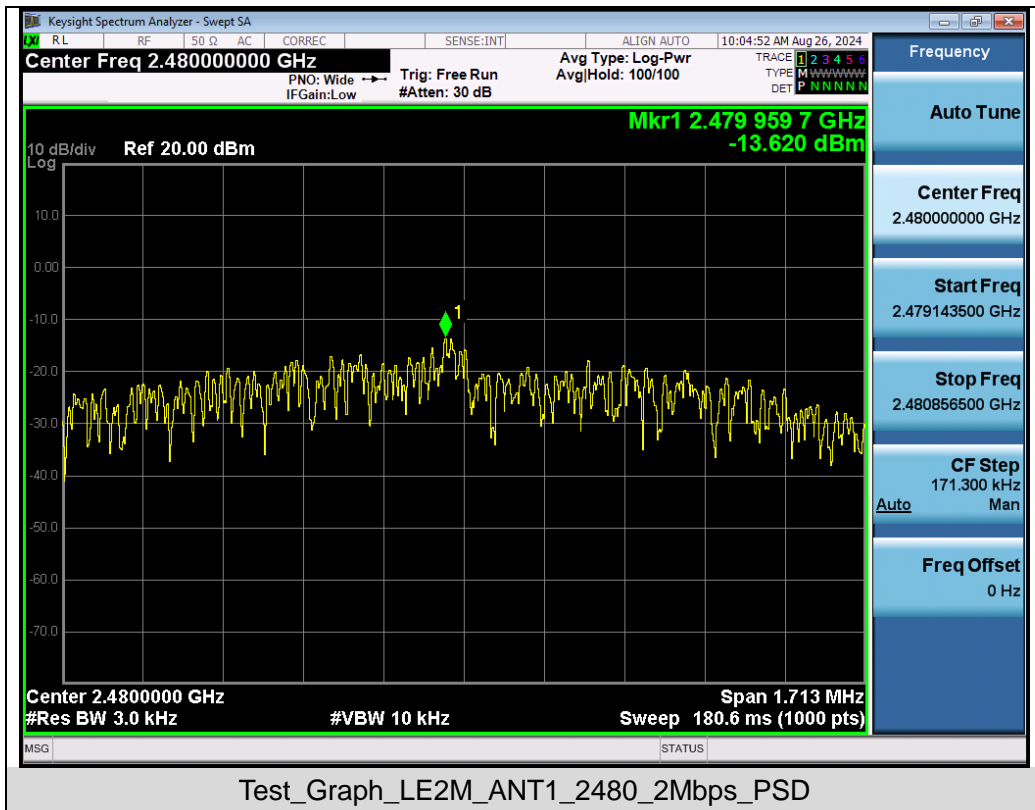 Keysight Spectrum Analyzer - Swept SA
LXI RL RF 50 Ω AC CORREC SENSE:INT ALIGN AUTO 10:04:52 AM Aug 26, 2024
Center Freq 2.480000000 GHz
PNO: Wide
IFGain:Low
Trig: Free Run
#Atten: 30 dB
Avg Type: Log-Pwr
Avg|Hold: 100/100
TRACE 1 2 3 4 5 6
TYPE M W W W W W
DET P N N N N N
Mkr1 2.479 959 7 GHz
-13.620 dBm
10 dB/div Ref 20.00 dBm
Log
10.0
0.00
-10.0
-20.0
-30.0
-40.0
-50.0
-60.0
-70.0
1
Center 2.4800000 GHz Span 1.713 MHz
#Res BW 3.0 kHz #VBW 10 kHz Sweep 180.6 ms (1000 pts)
MSG STATUS
Frequency
Auto Tune
Center Freq
2.480000000 GHz
Start Freq
2.479143500 GHz
Stop Freq
2.480856500 GHz
CF Step
171.300 kHz
Auto Man
Freq Offset
0 Hz
Test_Graph_LE2M_ANT1_2480_2Mbps_PSD